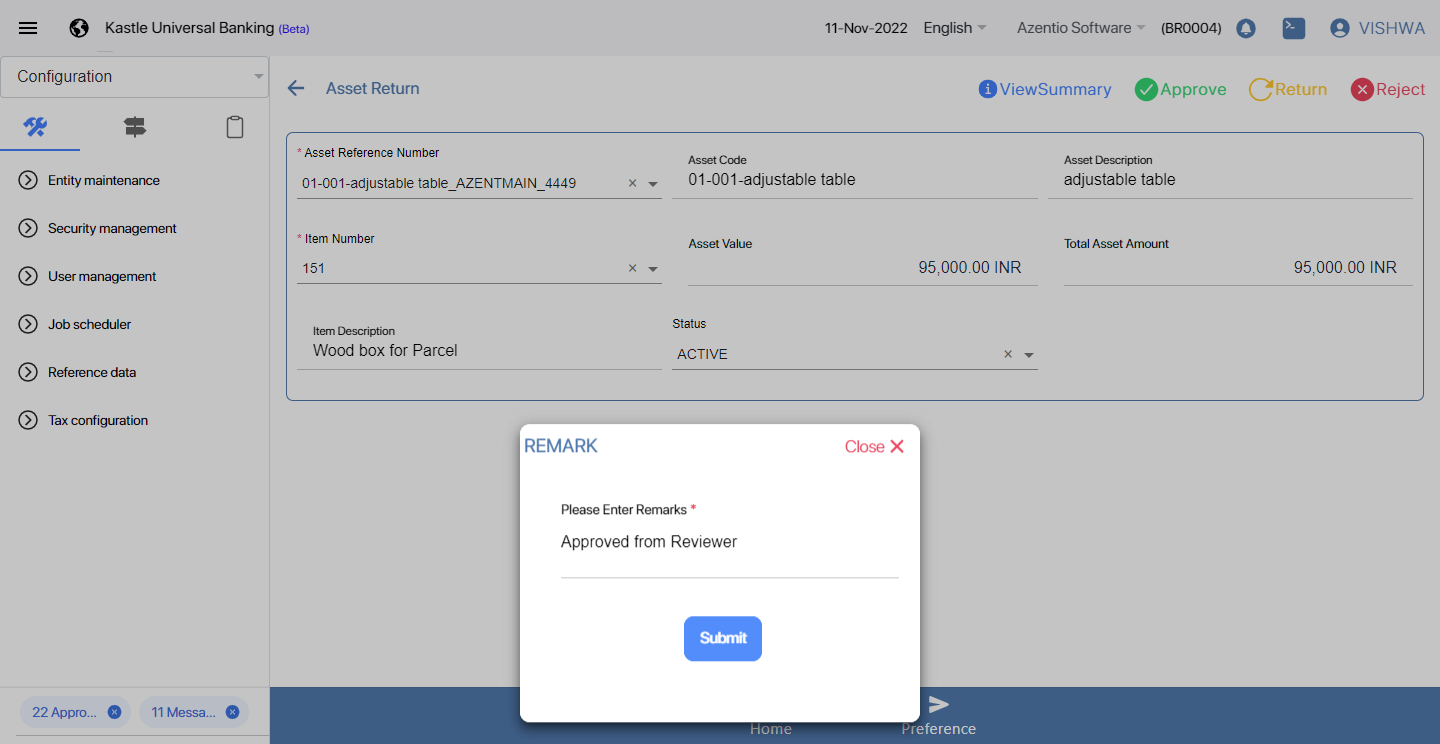 Kastle Universal Banking (Beta)
11-Nov-2022 English Azentio Software (BR0004) VISHWA
Configuration
Asset Return
ViewSummary Approve Return Reject
Entity maintenance
Security management
User management
Job scheduler
Reference data
Tax configuration
* Asset Reference Number
01-001-adjustable table_AZENTMAIN_4449
Asset Code
01-001-adjustable table
Asset Description
adjustable table
* Item Number
151
Asset Value
95,000.00 INR
Total Asset Amount
95,000.00 INR
Item Description
Wood box for Parcel
Status
ACTIVE
REMARK
Close
Please Enter Remarks *
Approved from Reviewer
Submit
22 Appro...
11 Messa...
Home
Preference